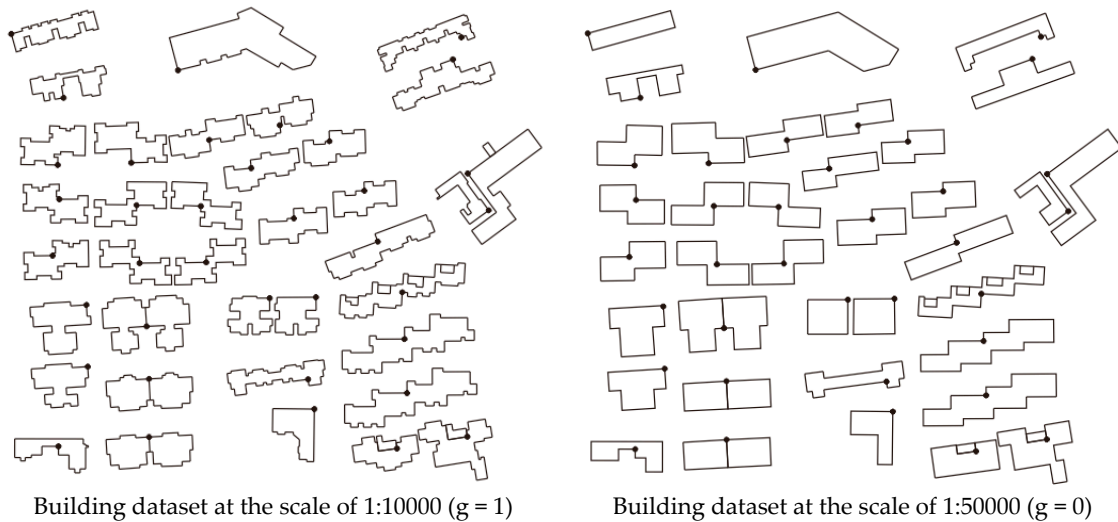 Building dataset at the scale of 1:10000 (g = 1)
Building dataset at the scale of 1:50000 (g = 0)